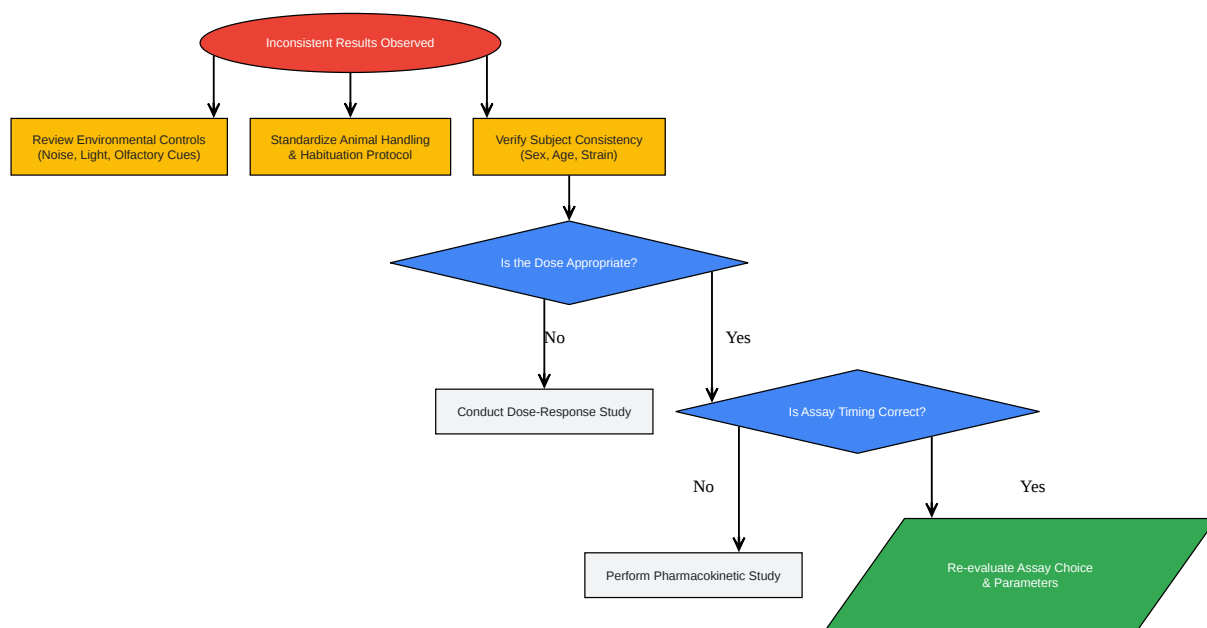 Inconsistent Results Observed
Review Environmental Controls
(Noise, Light, Olfactory Cues)
Standardize Animal Handling
& Habituation Protocol
Verify Subject Consistency
(Sex, Age, Strain)
Is the Dose Appropriate?
No
Yes
Conduct Dose-Response Study
Is Assay Timing Correct?
No
Yes
Perform Pharmacokinetic Study
Re-evaluate Assay Choice
& Parameters